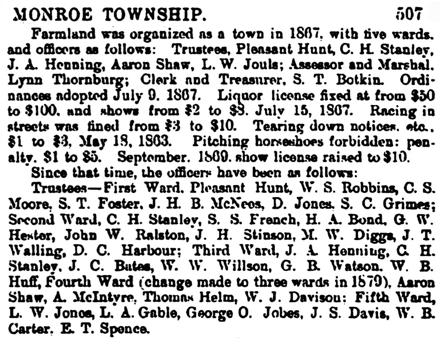 MONROE TOWNSHIP. 507
Farmland was organized as a town in 1867, with five wards,
and officers as follows: Trustees, Pleasant Hunt, C. H. Stanley,
J. A. Henning, Aaron Shaw, L. W. Jouls; Assessor and Marshal,
Lynn Thornburg; Clerk and Treasurer, S. T. Botkin. Ordi-
nances adopted July 9, 1867. Liquor license fixed at from $50
to $100, and shows from $2 to $8. July 15, 1867. Racing in
streets was fined from $3 to $10. Tearing down notices, etc.,
$1 to $3, May 18, 1863. Pitching horseshoes forbidden: pen-
alty, $1 to $5. September, 1869, show license raised to $10.
Since that time, the officers have been as follows:
Trustees—First Ward, Pleasant Hunt, W. S. Robbins, C. S.
Moore, S. T. Foster, J. H. B. McNees, D. Jones, S. C. Grimes;
Second Ward, C. H. Stanley, S. S. French, H. A. Bond, G. W.
Hester, John W. Ralston, J. H. Stinson, M. W. Diggs, J. T.
Walling, D. C. Harbour; Third Ward, J. A. Henning, C. H.
Stanley, J. C. Bates, W. W. Willson, G. B. Watson, W. B.
Huff, Fourth Ward (change made to three wards in 1879), Aaron
Shaw, A. McIntyre, Thomas Helm, W. J. Davison; Fifth Ward,
L. W. Jones, L. A. Gable, George O. Jobes, J. S. Davis, W. B.
Carter, E. T. Spence.